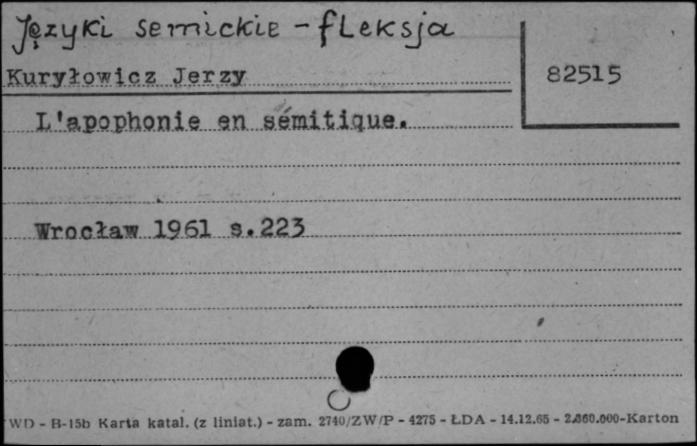 Języki semickie - fleksja
Kuryłowicz Jerzy
82515
L'apophonie en sémitique.
Wrocław 1961 s.223
WD - B-15b Karta katal. (z liniat.) - zam. 2740/ZW/P - 4275 - ŁDA - 14.12.65 - 2.860.000-Karton